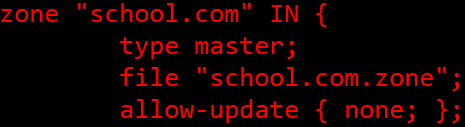 zone "school.com" IN {
        type master;
        file "school.com.zone";
        allow-update { none; };